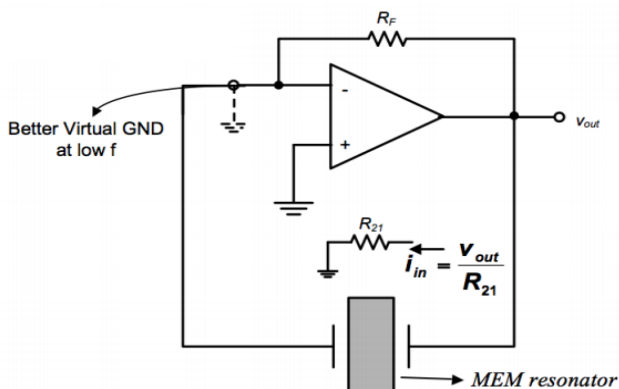 R_F
-
+
Better Virtual GND
at low f
v_out
R_21
i_in = v_out / R_21
MEM resonator